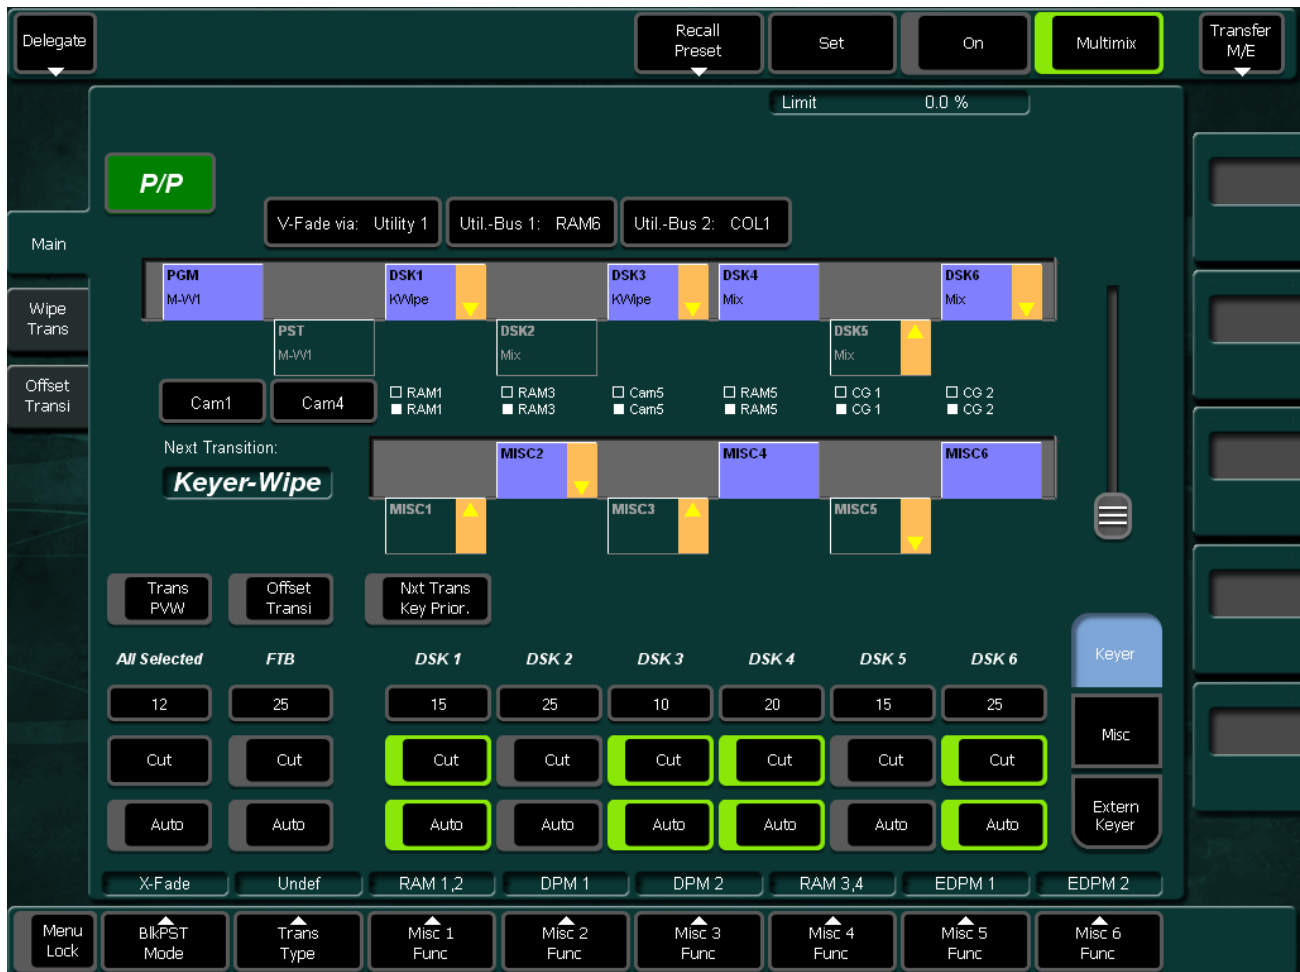 Delegate
Recall
Preset
Set
On
Multimix
Transfer
M/E
Limit 0.0 %
P/P
V-Fade via: Utility 1
Util.-Bus 1: RAM6
Util.-Bus 2: COL1
Main
Wipe
Trans
Offset
Transi
PGM
M-W1
DSK1
KWipe
DSK3
KWipe
DSK4
Mix
DSK6
Mix
PST
M-W1
DSK2
Mix
DSK5
Mix
Cam1
Cam4
RAM1
RAM1
RAM3
RAM3
Cam5
Cam5
RAM5
RAM5
CG 1
CG 1
CG 2
CG 2
Next Transition:
Keyer-Wipe
MISC2
MISC4
MISC6
MISC1
MISC3
MISC5
Trans
PVW
Offset
Transi
Nxt Trans
Key Prior.
All Selected FTB DSK 1 DSK 2 DSK 3 DSK 4 DSK 5 DSK 6
12 25 15 25 10 20 15 25
Cut Cut Cut Cut Cut Cut Cut Cut
Auto Auto Auto Auto Auto Auto Auto Auto
Keyer
Misc
Extern
Keyer
X-Fade Undef RAM 1,2 DPM 1 DPM 2 RAM 3,4 EDPM 1 EDPM 2
Menu
Lock
BlkPST
Mode
Trans
Type
Misc 1
Func
Misc 2
Func
Misc 3
Func
Misc 4
Func
Misc 5
Func
Misc 6
Func